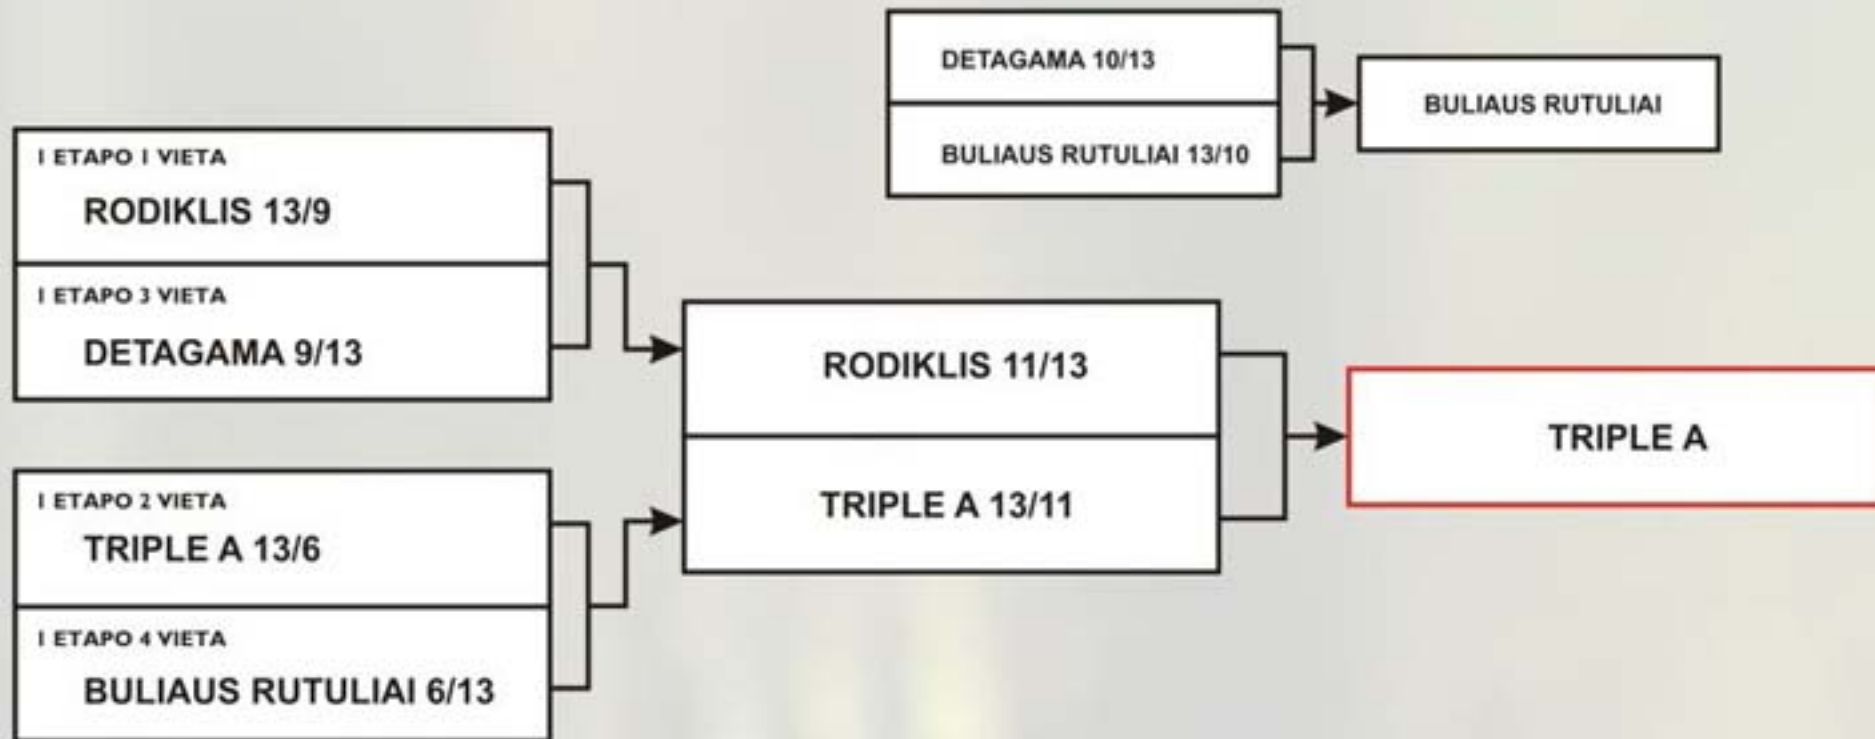 DETAGAMA 10/13
BULIAUS RUTULIAI 13/10
BULIAUS RUTULIAI
I ETAPO I VIETA
RODIKLIS 13/9
I ETAPO 3 VIETA
DETAGAMA 9/13
I ETAPO 2 VIETA
TRIPLE A 13/6
I ETAPO 4 VIETA
BULIAUS RUTULIAI 6/13
RODIKLIS 11/13
TRIPLE A 13/11
TRIPLE A